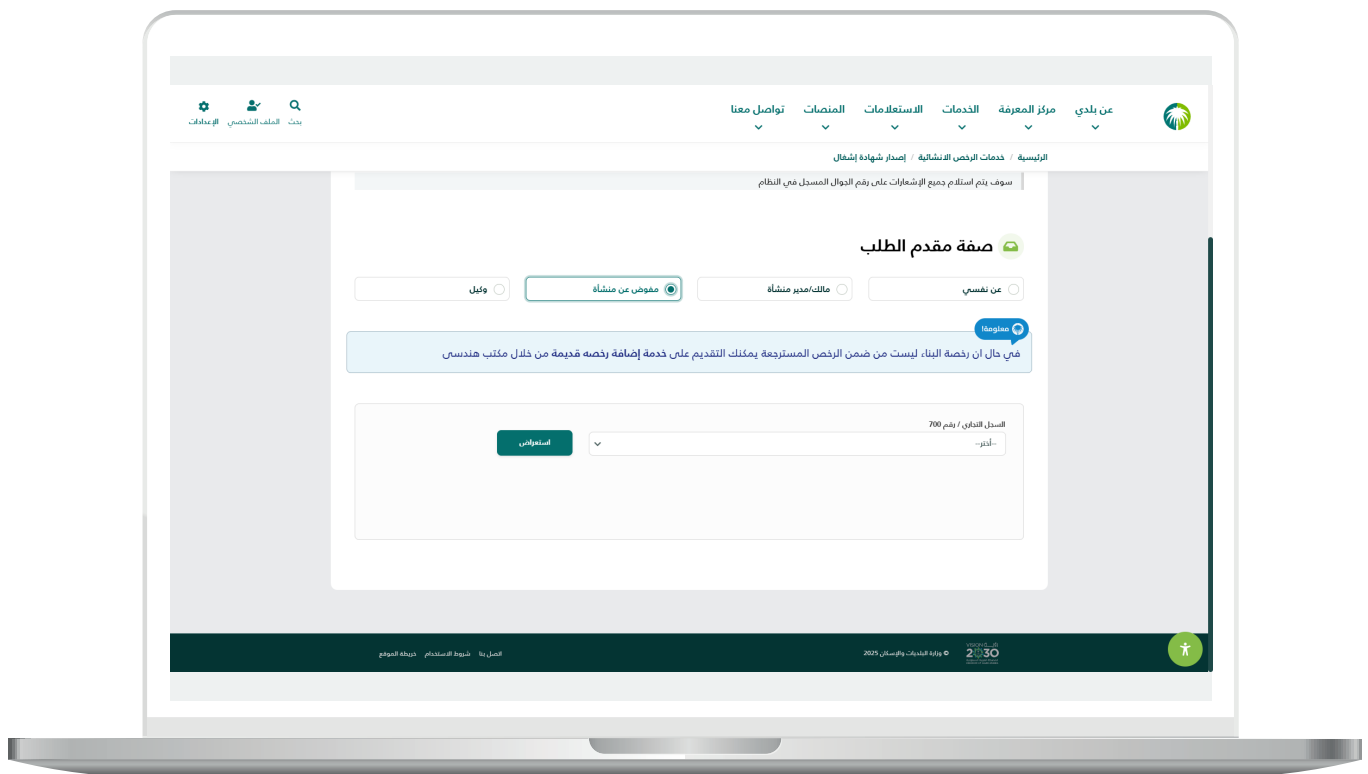 عن بلدي مركز المعرفة الخدمات الاستعلامات المنصات تواصل معنا
بحث الملف الشخصي الإعدادات
الرئيسية / خدمات الرخص الانشائية / إصدار شهادة إشغال
سوف يتم استلام جميع الإشعارات على رقم الجوال المسجل في النظام
صفة مقدم الطلب
عن نفسي مالك/مدير منشأة مفوض عن منشأة وكيل
معلومة!
في حال ان رخصة البناء ليست من ضمن الرخص المسترجعة يمكنك التقديم على خدمة إضافة رخصه قديمة من خلال مكتب هندسى
السجل التجاري / رقم 700
--أختر--
استعراض
2030
© وزارة البلديات والإسكان 2025
اتصل بنا شروط الاستخدام خريطة الموقع